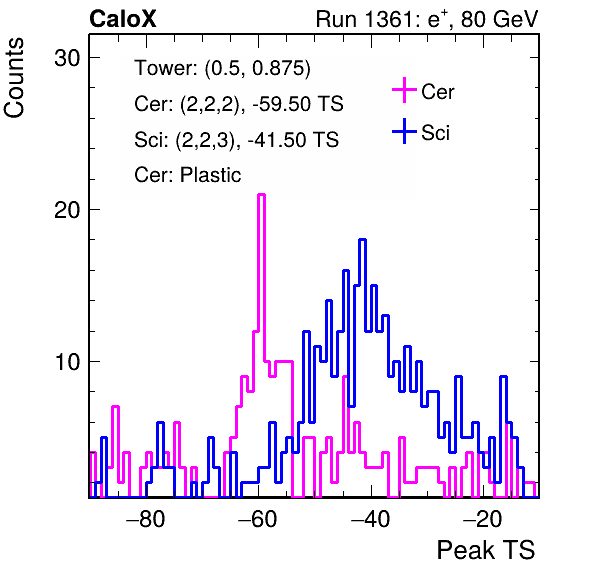 CaloX Run 1361: e⁺, 80 GeV
Counts
30
20
10
Tower: (0.5, 0.875)
Cer: (2,2,2), -59.50 TS
Sci: (2,2,3), -41.50 TS
Cer: Plastic
Cer
Sci
−80 −60 −40 −20
Peak TS